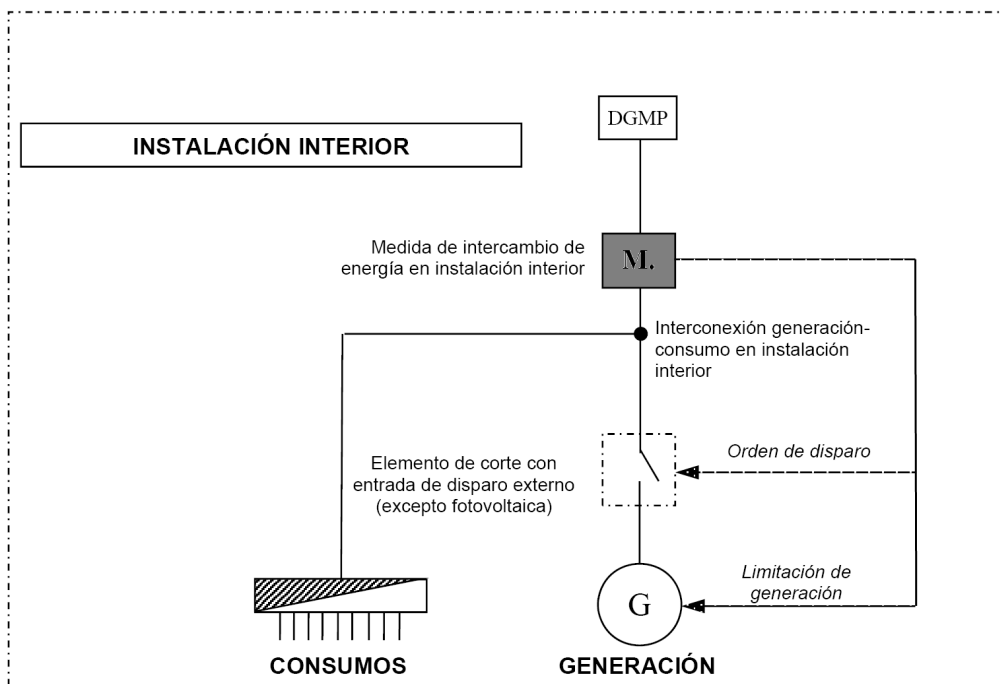 INSTALACIÓN INTERIOR
DGMP
Medida de intercambio de
energía en instalación interior
M.
Interconexión generación-
consumo en instalación
interior
Elemento de corte con
entrada de disparo externo
(excepto fotovoltaica)
Orden de disparo
Limitación de
generación
G
CONSUMOS
GENERACIÓN